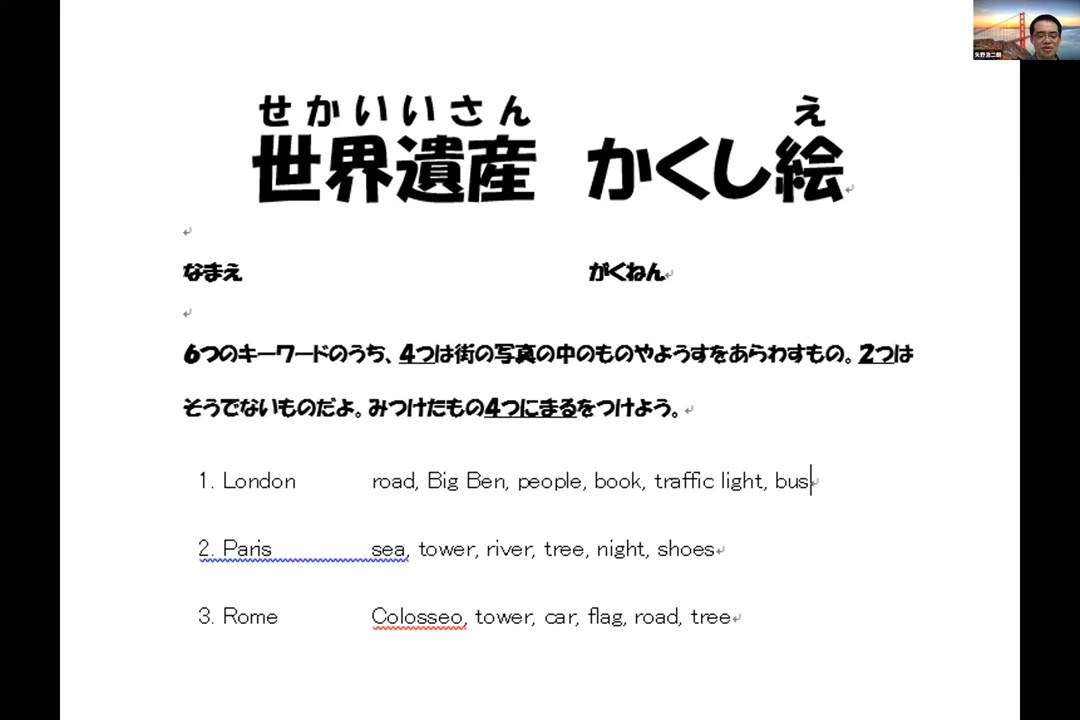 せかいいさん え
世界遺産 かくし絵
なまえ がくねん
6つのキーワードのうち、4つは街の写真の中のものやようすをあらわすもの。2つは
そうでないものだよ。みつけたもの4つにまるをつけよう。
1. London road, Big Ben, people, book, traffic light, bus
2. Paris sea, tower, river, tree, night, shoes
3. Rome Colosseo, tower, car, flag, road, tree